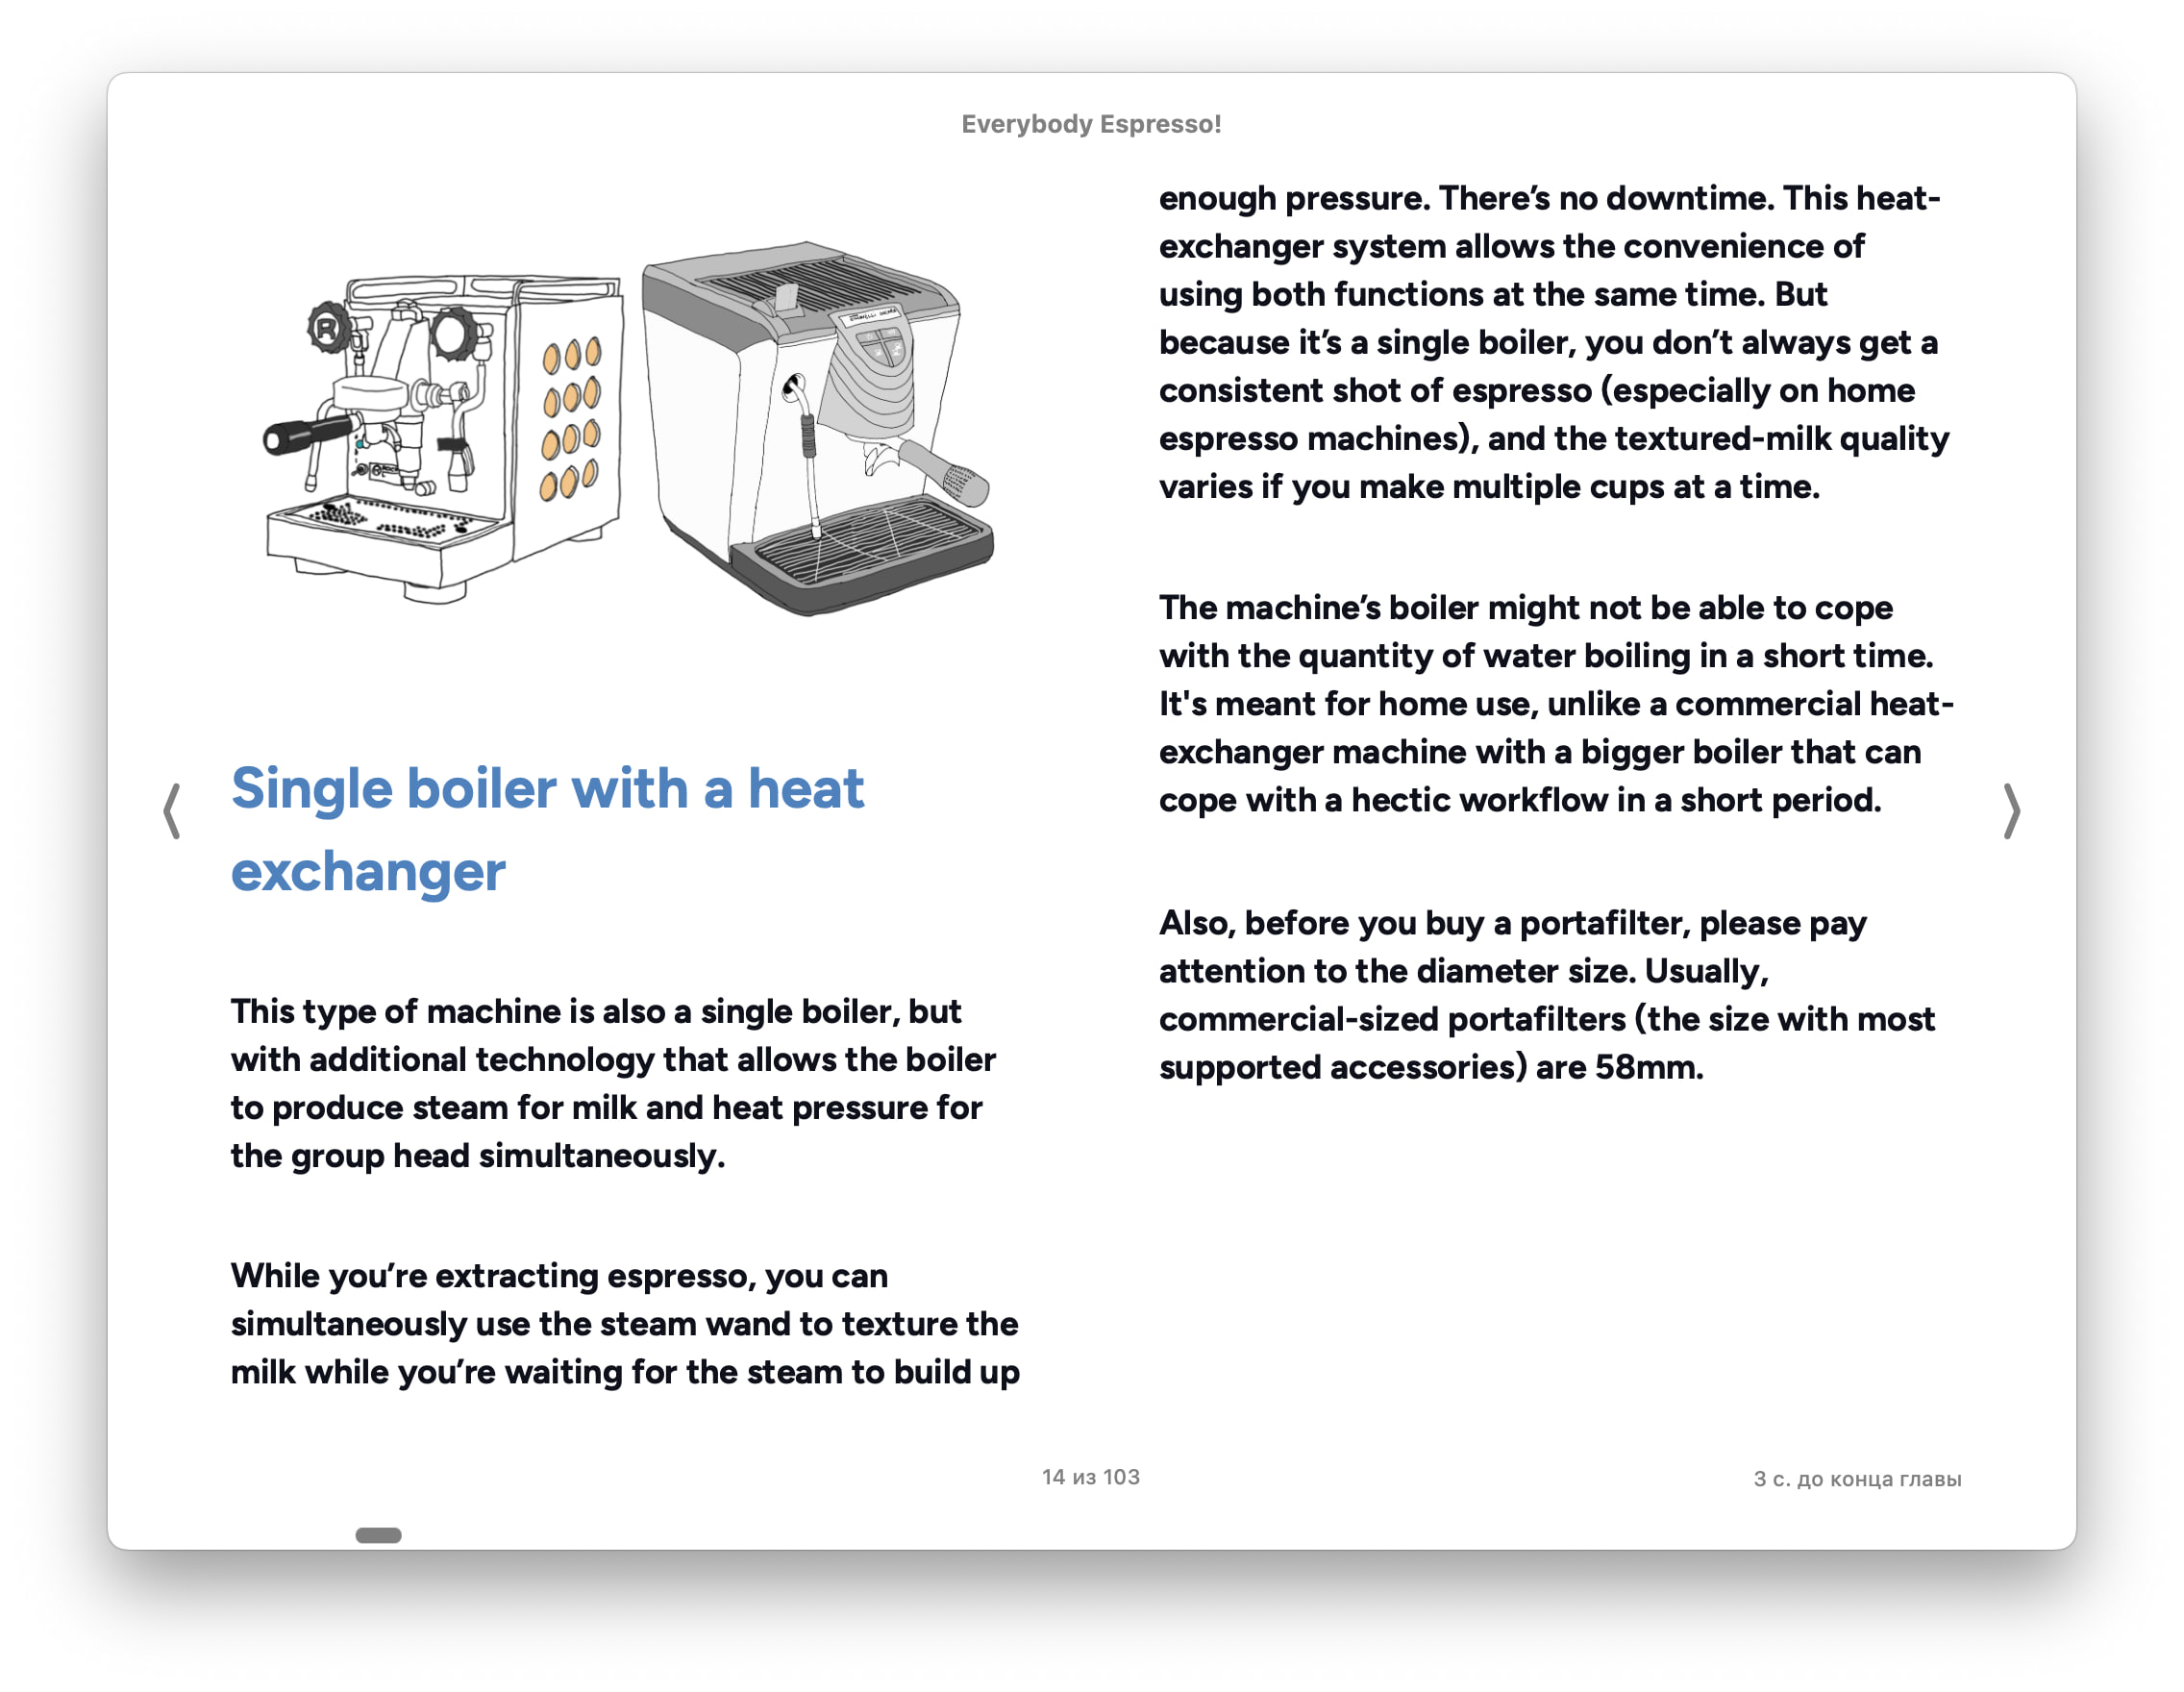 Everybody Espresso!
R
Single boiler with a heat
exchanger
This type of machine is also a single boiler, but
with additional technology that allows the boiler
to produce steam for milk and heat pressure for
the group head simultaneously.
While you’re extracting espresso, you can
simultaneously use the steam wand to texture the
milk while you’re waiting for the steam to build up
enough pressure. There’s no downtime. This heat-
exchanger system allows the convenience of
using both functions at the same time. But
because it’s a single boiler, you don’t always get a
consistent shot of espresso (especially on home
espresso machines), and the textured-milk quality
varies if you make multiple cups at a time.
The machine’s boiler might not be able to cope
with the quantity of water boiling in a short time.
It's meant for home use, unlike a commercial heat-
exchanger machine with a bigger boiler that can
cope with a hectic workflow in a short period.
Also, before you buy a portafilter, please pay
attention to the diameter size. Usually,
commercial-sized portafilters (the size with most
supported accessories) are 58mm.
14 из 103
3 с. до конца главы